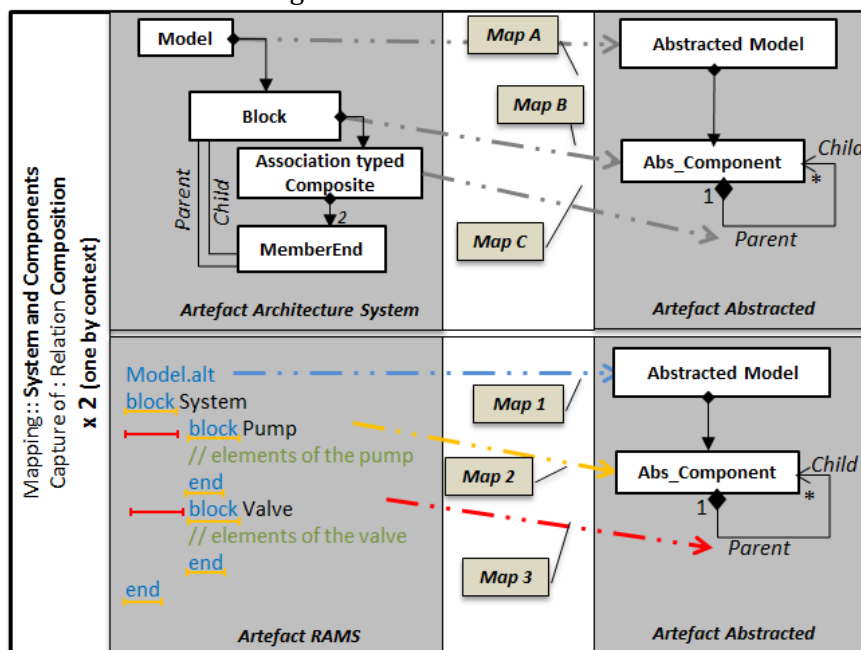 Mapping:: System and Components
Capture of : Relation Composition
x 2 (one by context)
Model
Block
Association typed
Composite
2
MemberEnd
Parent
Child
Artefact Architecture System
Map A
Map B
Map C
Abstracted Model
Abs_Component
Child
*
1
Parent
Artefact Abstracted
Model.alt
block System
block Pump
// elements of the pump
end
block Valve
// elements of the valve
end
end
Artefact RAMS
Map 1
Map 2
Map 3
Abstracted Model
Abs_Component
Child
*
1
Parent
Artefact Abstracted